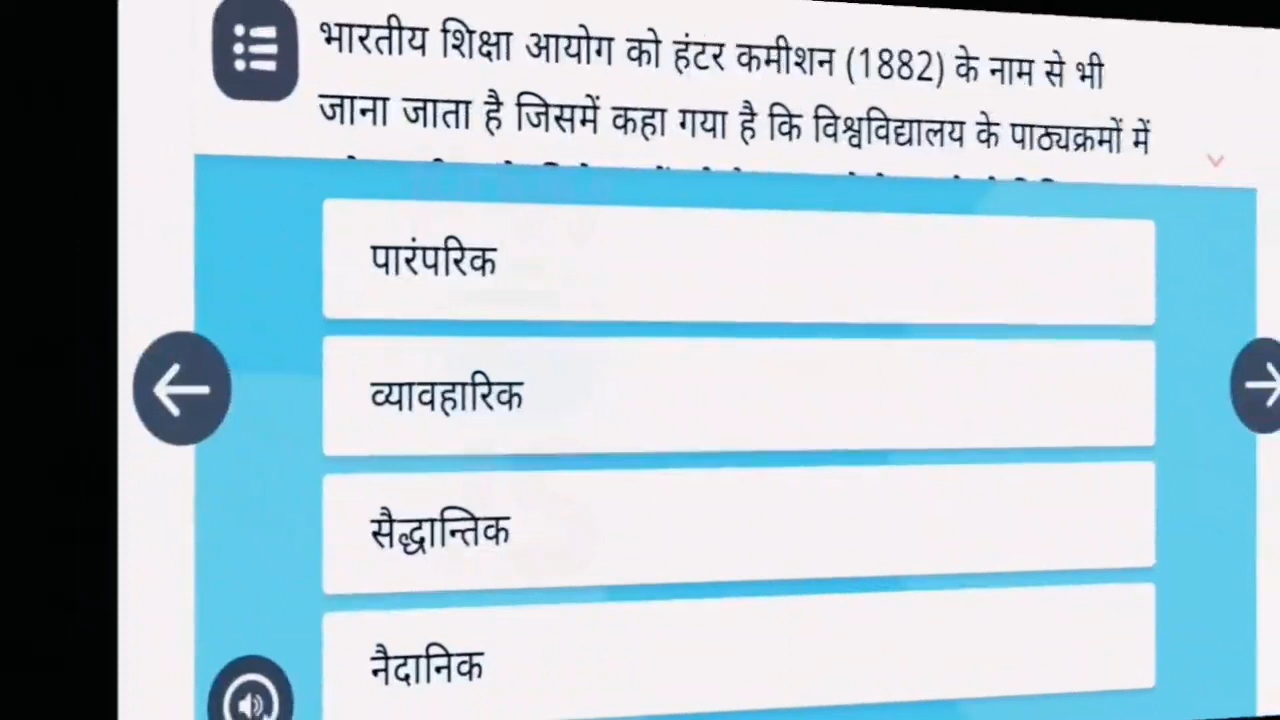 भारतीय शिक्षा आयोग को हंटर कमीशन (1882) के नाम से भी
जाना जाता है जिसमें कहा गया है कि विश्वविद्यालय के पाठ्यक्रमों में
पारंपरिक
व्यावहारिक
सैद्धान्तिक
नैदानिक